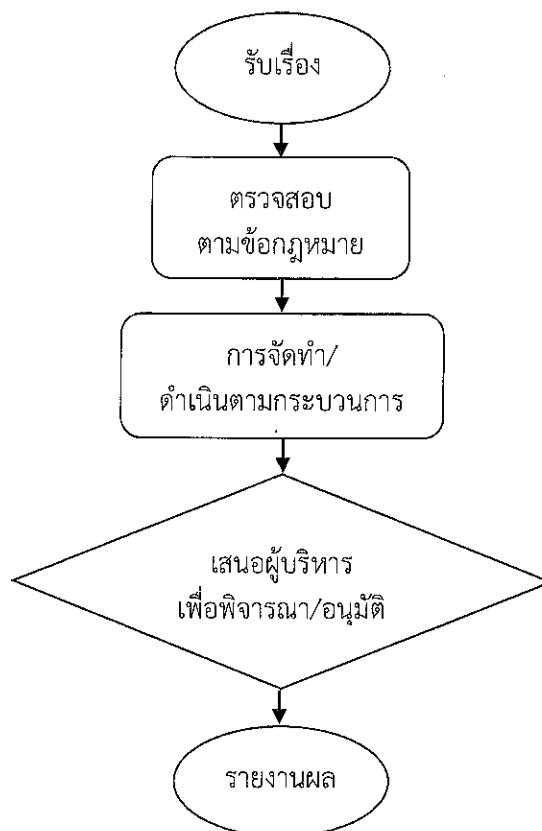 รับเรื่อง
ตรวจสอบ
ตามข้อกฎหมาย
การจัดทำ/
ดำเนินตามกระบวนการ
เสนอผู้บริหาร
เพื่อพิจารณา/อนุมัติ
รายงานผล